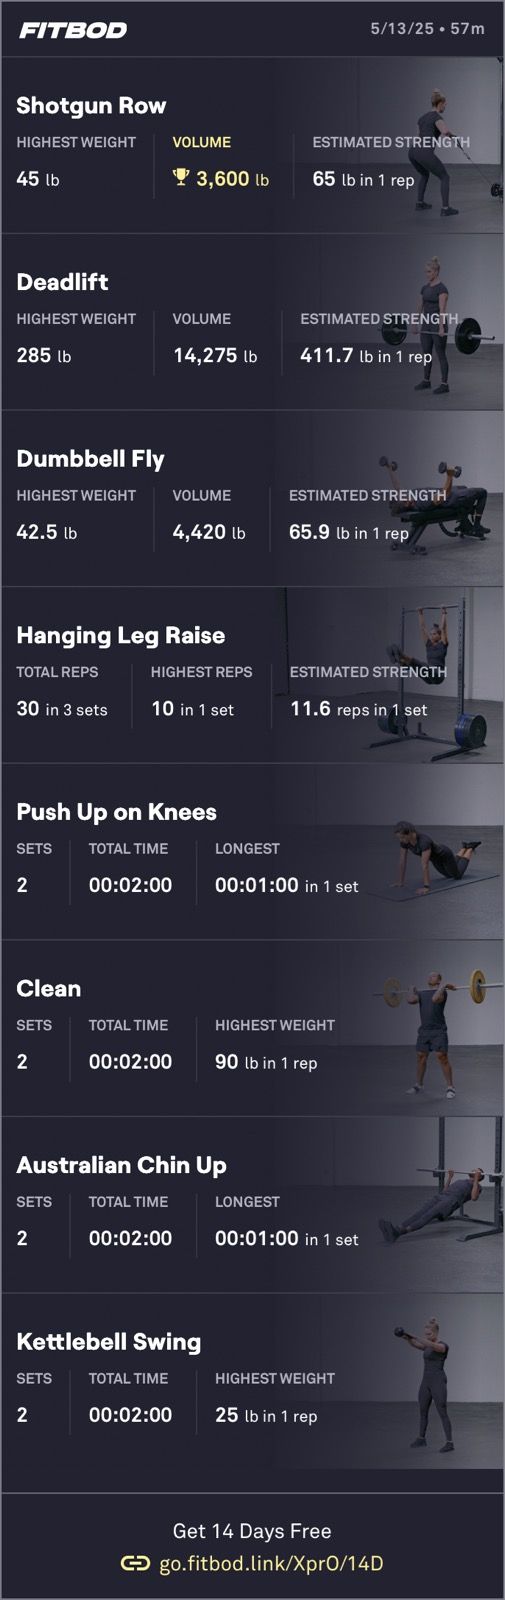 FITBOD
5/13/25 • 57m
Shotgun Row
HIGHEST WEIGHT VOLUME ESTIMATED STRENGTH
45 lb 3,600 lb 65 lb in 1 rep
Deadlift
HIGHEST WEIGHT VOLUME ESTIMATED STRENGTH
285 lb 14,275 lb 411.7 lb in 1 rep
Dumbbell Fly
HIGHEST WEIGHT VOLUME ESTIMATED STRENGTH
42.5 lb 4,420 lb 65.9 lb in 1 rep
Hanging Leg Raise
TOTAL REPS HIGHEST REPS ESTIMATED STRENGTH
30 in 3 sets 10 in 1 set 11.6 reps in 1 set
Push Up on Knees
SETS TOTAL TIME LONGEST
2 00:02:00 00:01:00 in 1 set
Clean
SETS TOTAL TIME HIGHEST WEIGHT
2 00:02:00 90 lb in 1 rep
Australian Chin Up
SETS TOTAL TIME LONGEST
2 00:02:00 00:01:00 in 1 set
Kettlebell Swing
SETS TOTAL TIME HIGHEST WEIGHT
2 00:02:00 25 lb in 1 rep
Get 14 Days Free
go.fitbod.link/XprO/14D